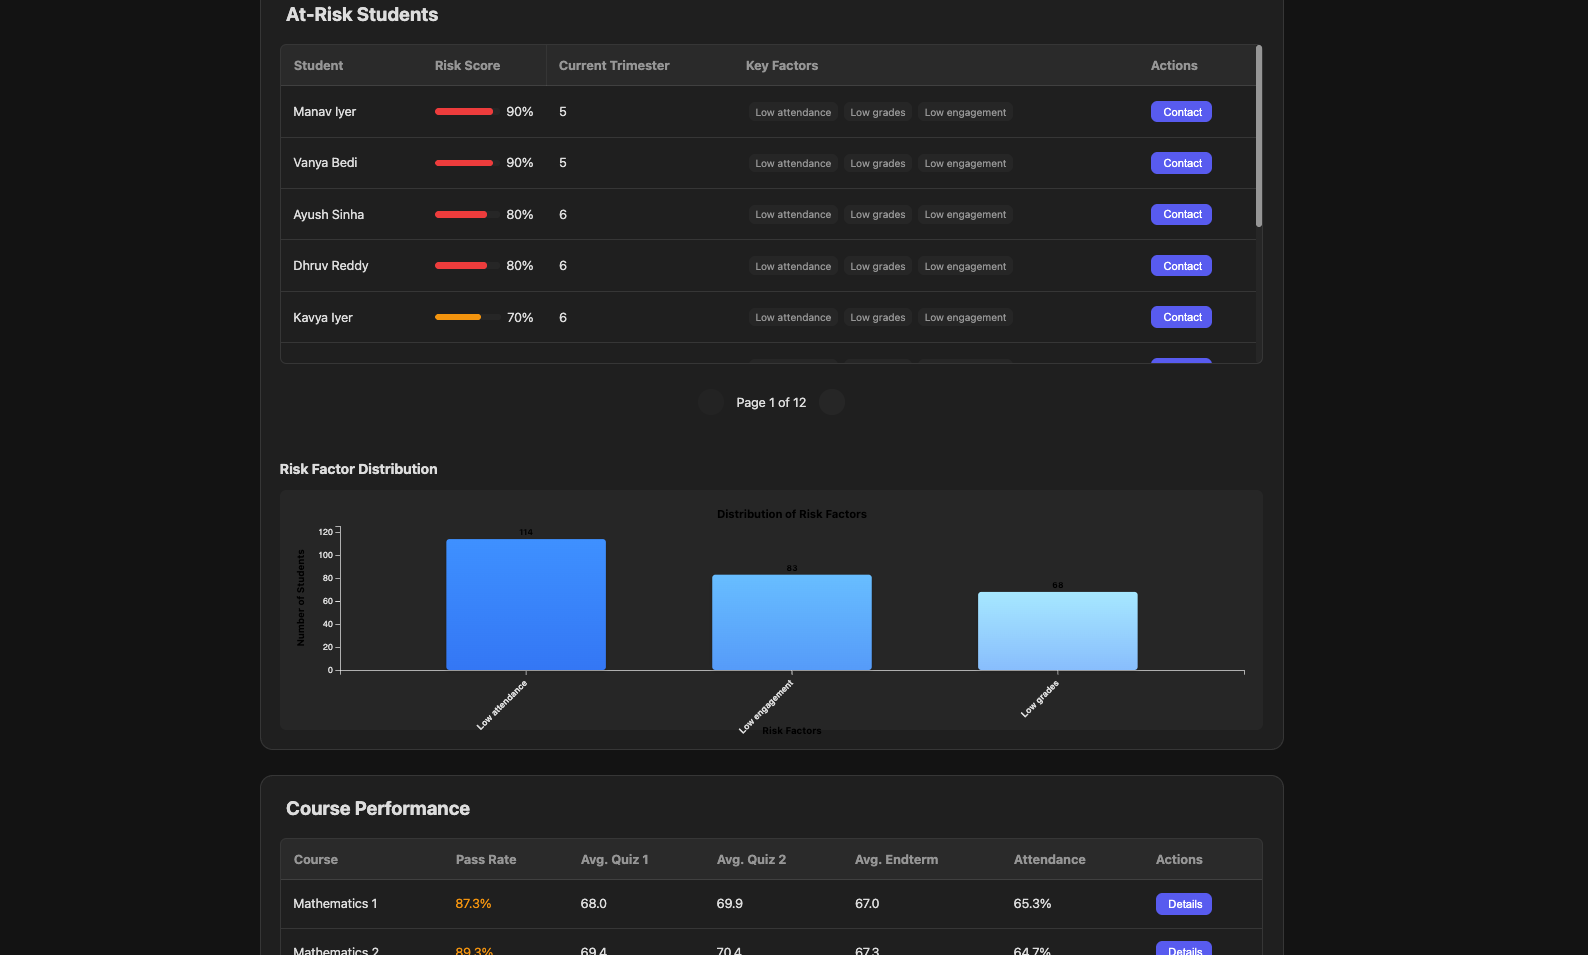 At-Risk Students
Student Risk Score Current Trimester Key Factors Actions
Manav Iyer 90% 5 Low attendance Low grades Low engagement Contact
Vanya Bedi 90% 5 Low attendance Low grades Low engagement Contact
Ayush Sinha 80% 6 Low attendance Low grades Low engagement Contact
Dhruv Reddy 80% 6 Low attendance Low grades Low engagement Contact
Kavya Iyer 70% 6 Low attendance Low grades Low engagement Contact
Page 1 of 12
Risk Factor Distribution
Distribution of Risk Factors
Number of Students
120
100
80
60
40
20
0
114
83
68
Low attendance
Low engagement
Low grades
Risk Factors
Course Performance
Course Pass Rate Avg. Quiz 1 Avg. Quiz 2 Avg. Endterm Attendance Actions
Mathematics 1 87.3% 68.0 69.9 67.0 65.3% Details
Mathematics 2 89.3% 69.4 70.4 67.3 64.7% Details